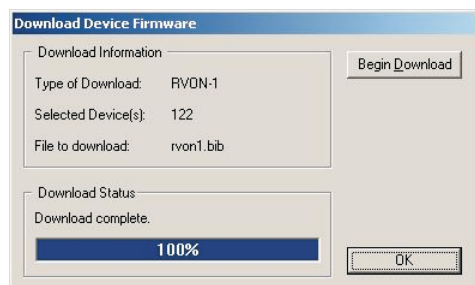 Download Device Firmware
Download Information
Begin Download
Type of Download: RVON-1
Selected Device(s): 122
File to download: rvon1.bib
Download Status
Download complete.
100%
OK